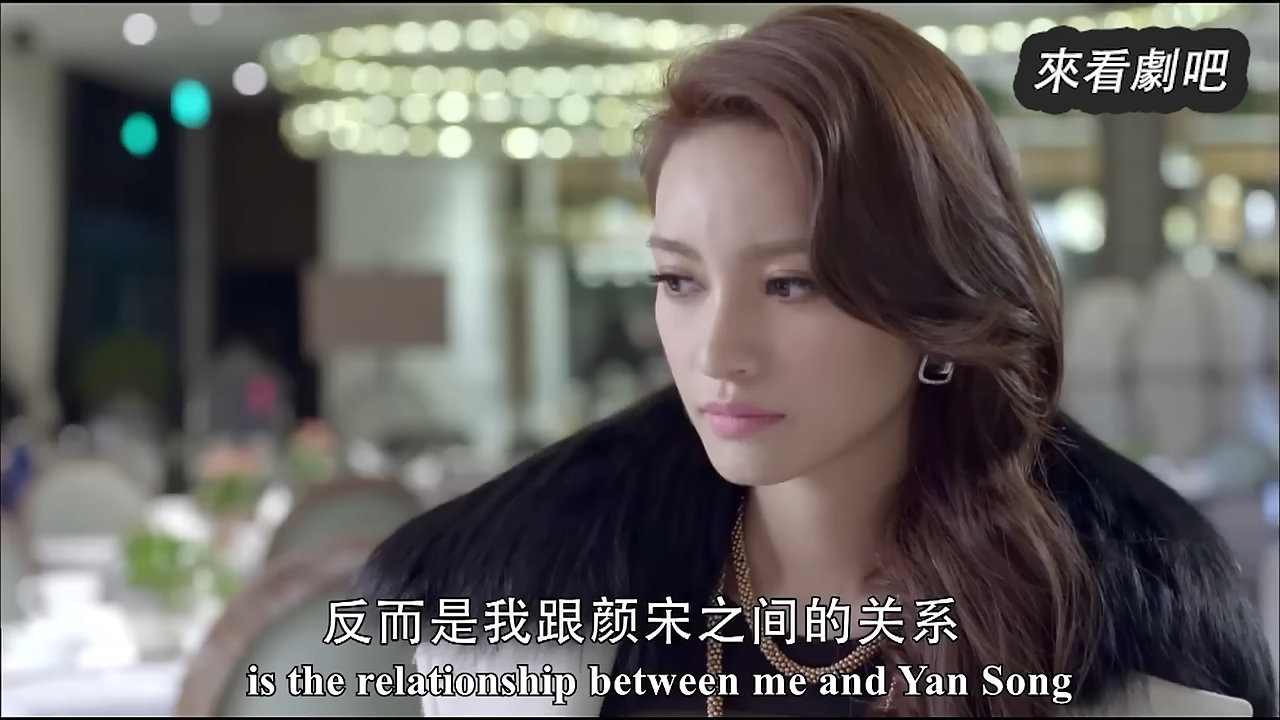 來看劇吧
反而是我跟颜宋之间的关系
is the relationship between me and Yan Song